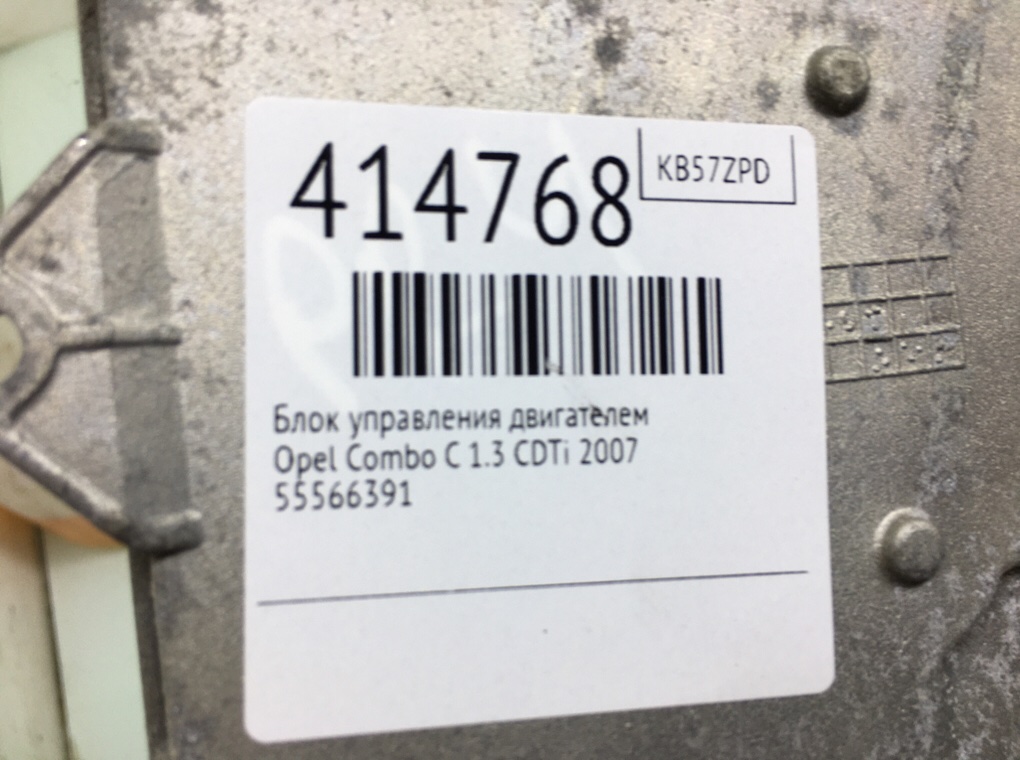 414768
KB57ZPD
Блок управления двигателем
Opel Combo C 1.3 CDTi 2007
55566391